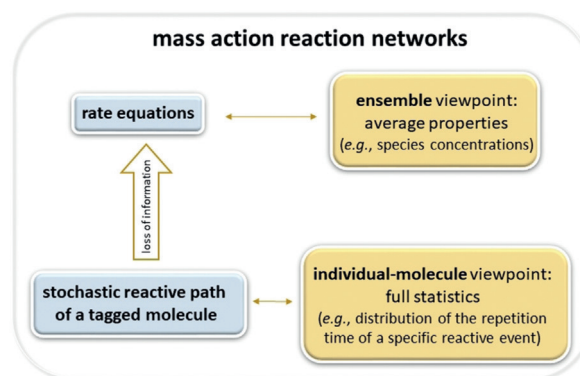 mass action reaction networks
rate equations
ensemble viewpoint:
average properties
(e.g., species concentrations)
loss of information
stochastic reactive path
of a tagged molecule
individual-molecule viewpoint:
full statistics
(e.g., distribution of the repetition
time of a specific reactive event)